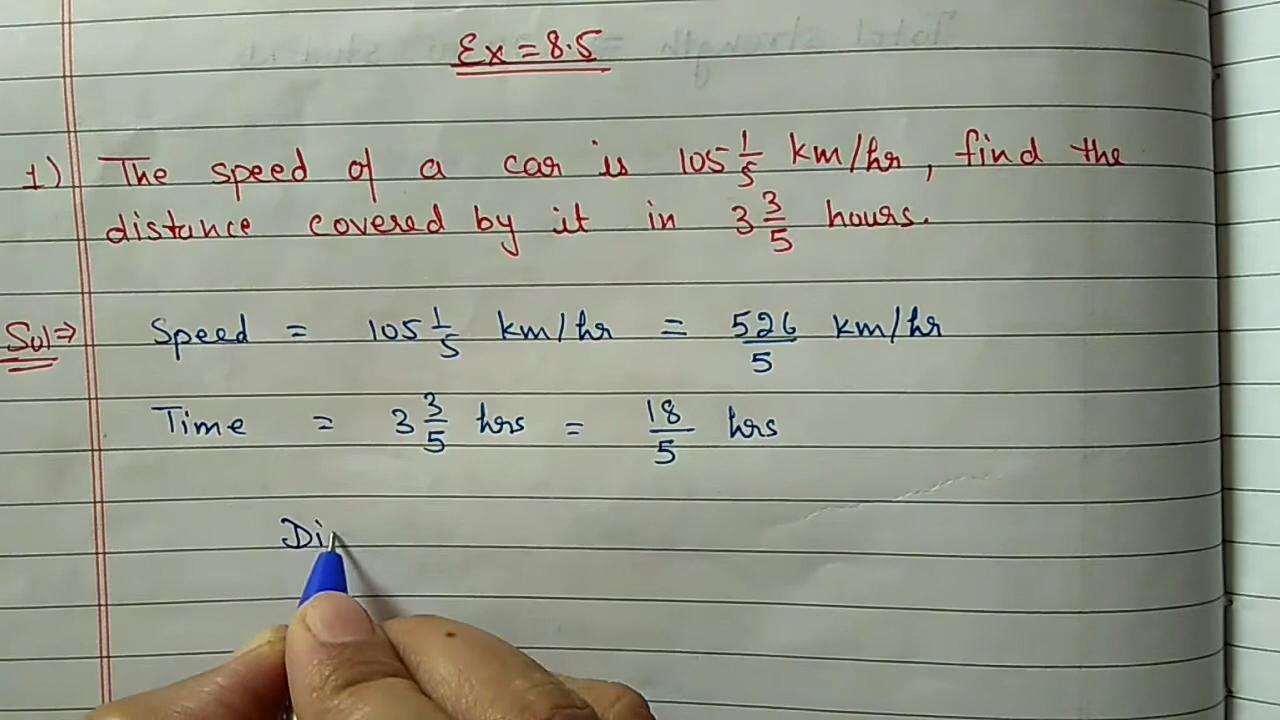 Ex = 8.5
1) The speed of a car is 105 1/5 km/hr, find the
distance covered by it in 3 3/5 hours.
Sol⇒ Speed = 105 1/5 km/hr = 526/5 km/hr
Time = 3 3/5 hrs = 18/5 hrs
Di